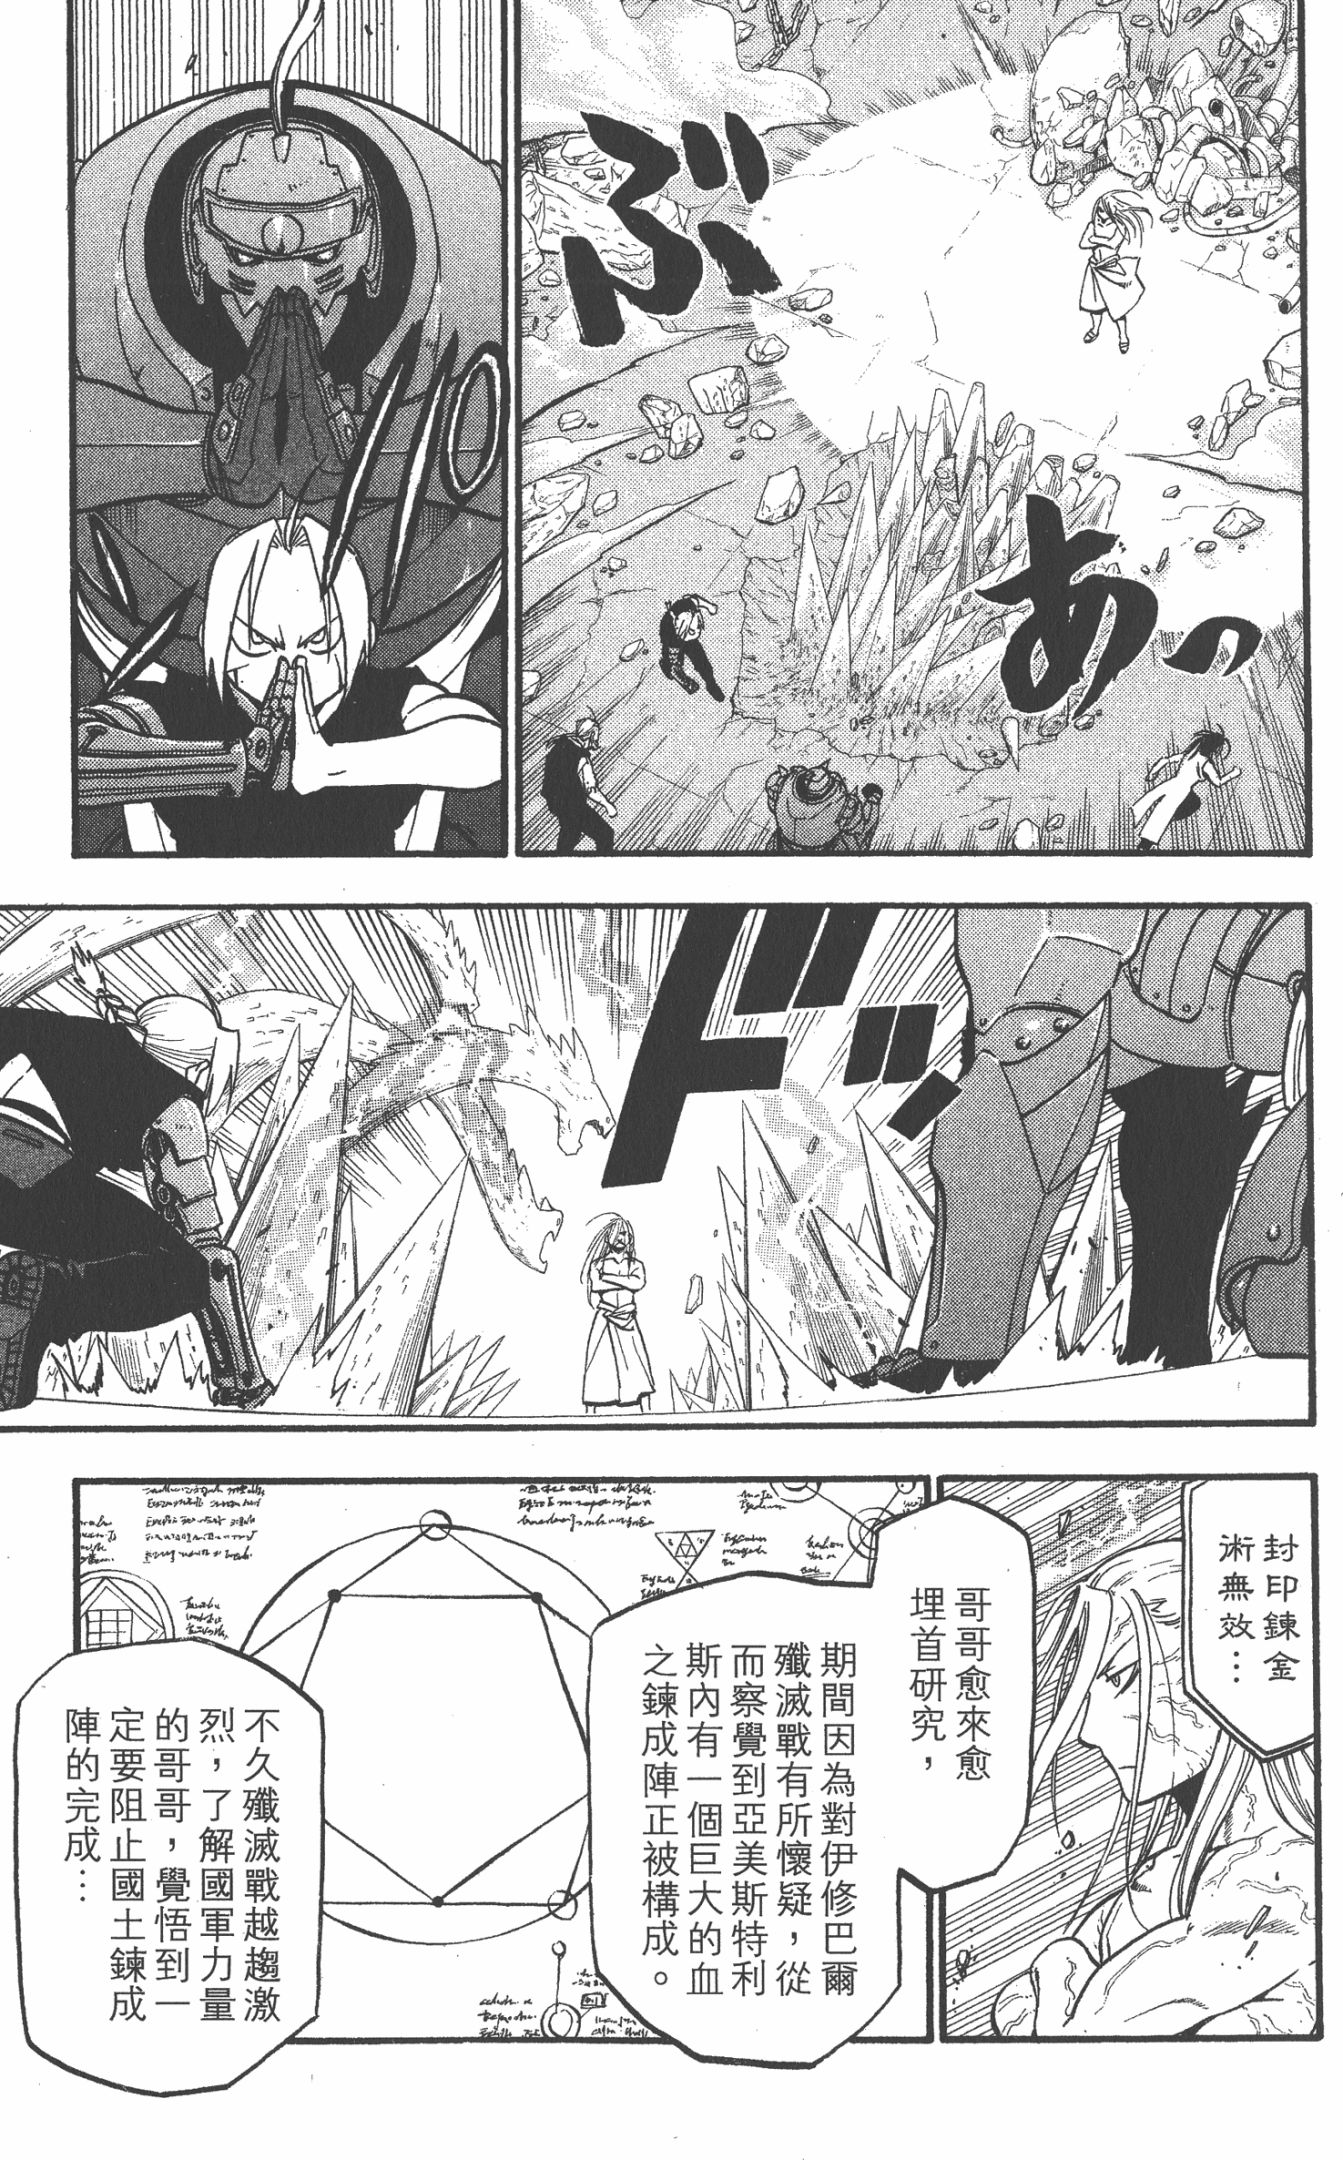 ぶあっ
パン
ドドッ
封印鍊金
術無效…
哥哥愈來愈
埋首研究，
期間因為對伊修巴爾
殲滅戰有所懷疑，從
而察覺到亞美斯特利
斯內有一個巨大的血
之鍊成陣正被構成。
不久殲滅戰越趨激
烈，了解國軍力量
的哥哥，覺悟到一
定要阻止國土鍊成
陣的完成…